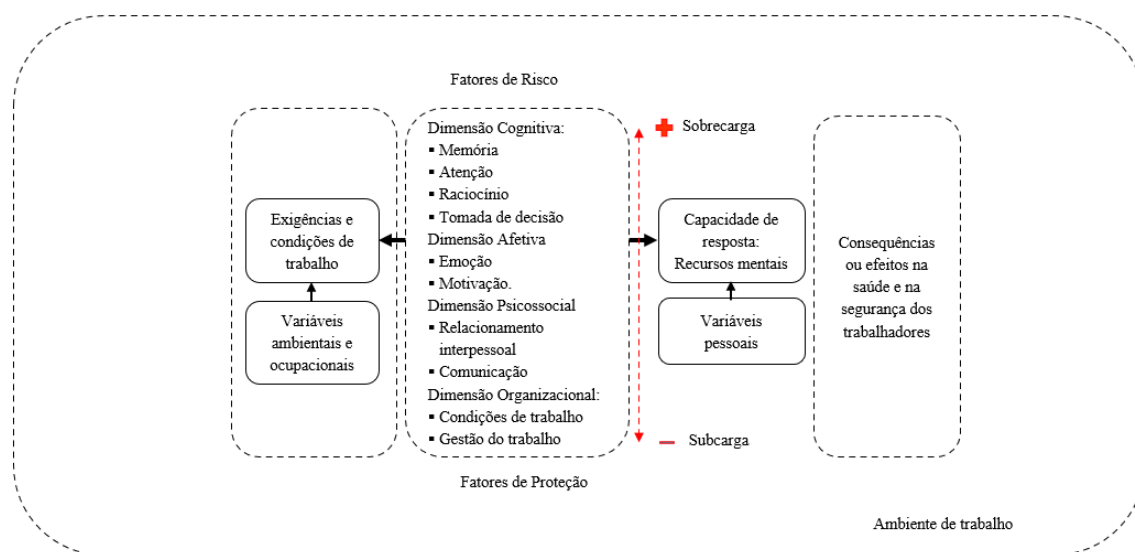 Fatores de Risco
Exigências e
condições de
trabalho
Variáveis
ambientais e
ocupacionais
Dimensão Cognitiva:
▪ Memória
▪ Atenção
▪ Raciocínio
▪ Tomada de decisão
Dimensão Afetiva
▪ Emoção
▪ Motivação.
Dimensão Psicossocial
▪ Relacionamento
interpessoal
▪ Comunicação
Dimensão Organizacional:
▪ Condições de trabalho
▪ Gestão do trabalho
Sobrecarga
Capacidade de
resposta:
Recursos mentais
Variáveis
pessoais
Subcarga
Consequências
ou efeitos na
saúde e na
segurança dos
trabalhadores
Fatores de Proteção
Ambiente de trabalho